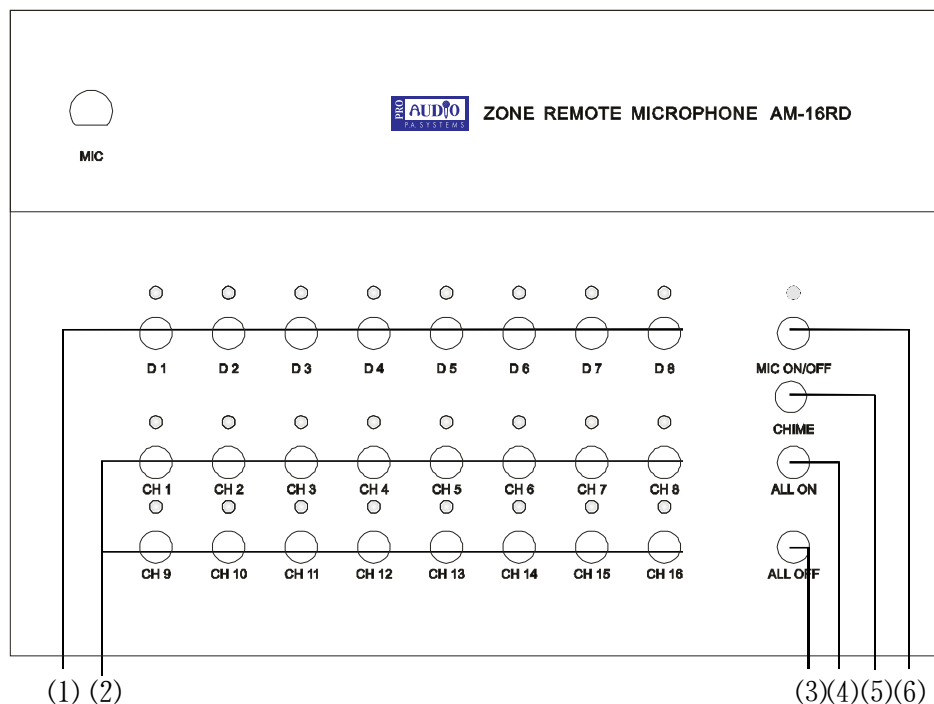 PRO AUDIO
P.A. SYSTEMS
ZONE REMOTE MICROPHONE AM-16RD
MIC
D 1 D 2 D 3 D 4 D 5 D 6 D 7 D 8 MIC ON/OFF
CHIME
CH 1 CH 2 CH 3 CH 4 CH 5 CH 6 CH 7 CH 8 ALL ON
CH 9 CH 10 CH 11 CH 12 CH 13 CH 14 CH 15 CH 16 ALL OFF
(1) (2) (3)(4)(5)(6)